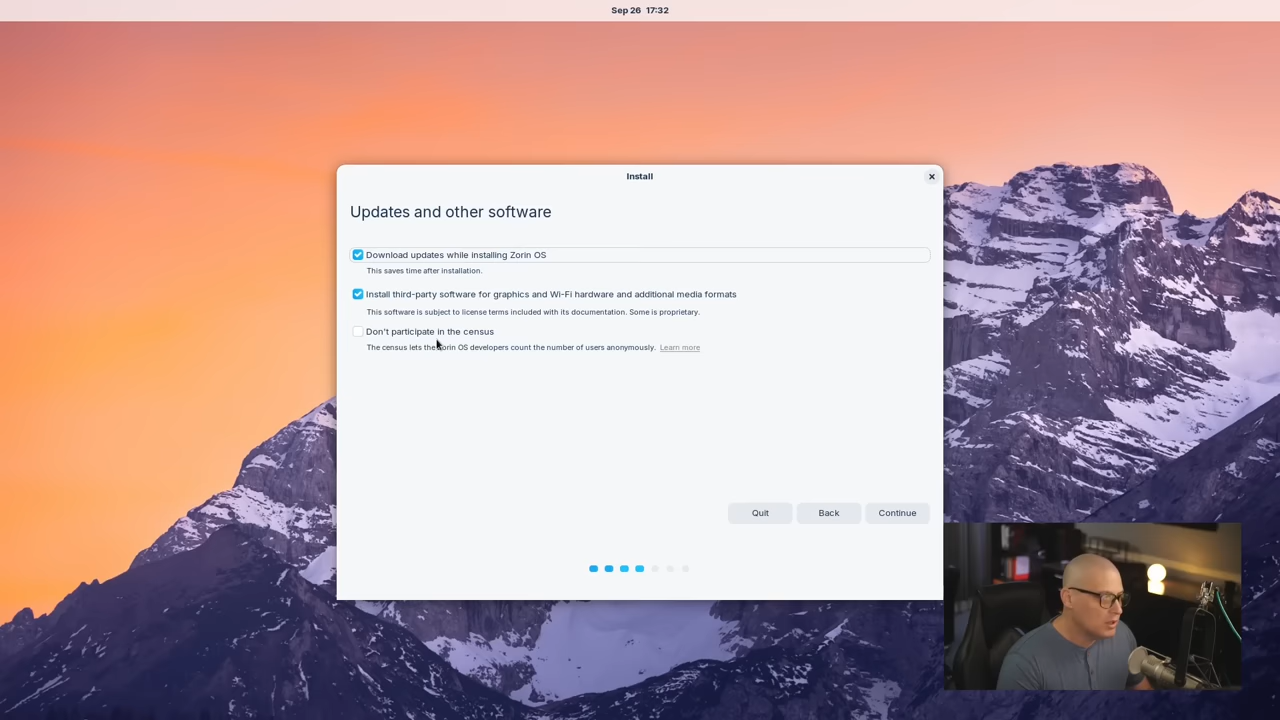 Sep 26 17:32
Install
Updates and other software
Download updates while installing Zorin OS
This saves time after installation.
Install third-party software for graphics and Wi-Fi hardware and additional media formats
This software is subject to license terms included with its documentation. Some is proprietary.
Don't participate in the census
The census lets the Zorin OS developers count the number of users anonymously. Learn more
Quit Back Continue